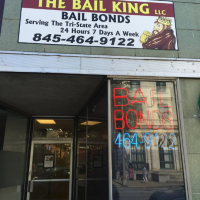 THE BAIL KING LLC
BAIL BONDS
Serving The Tri-State Area
24 Hours 7 Days A Week
845-464-9122
BAIL
BONDS
464-9122